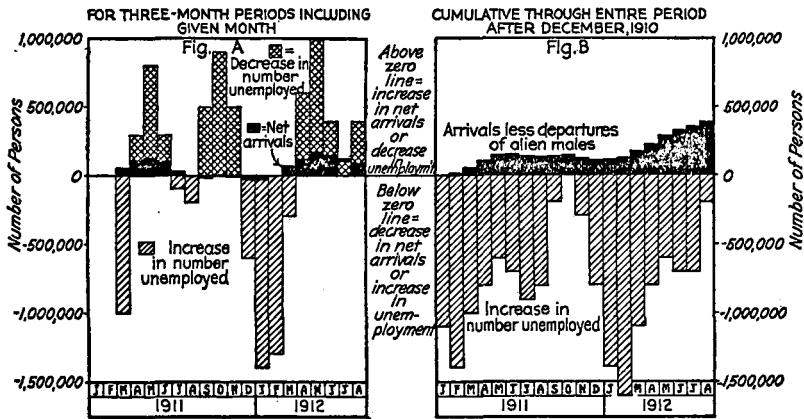 FOR THREE-MONTH PERIODS INCLUDING
GIVEN MONTH
Fig. A
=
Decrease in
number
unemployed
=Net
arrivals
Increase
in number
unemployed
Number of Persons
1,000,000
500,000
0
-500,000
-1,000,000
-1,500,000
J F M A M J J A S O N D J F M A M J J A
1911 1912
Above
zero
line=
increase
in net
arrivals
or
decrease
in
unemploym't
Below
zero
line=
decrease
in net
arrivals
or
increase
in
unem-
ployment
CUMULATIVE THROUGH ENTIRE PERIOD
AFTER DECEMBER, 1910
Fig. B
Arrivals less departures
of alien males
Increase in
number unemployed
1,000,000
500,000
0
-500,000
-1,000,000
-1,500,000
Number of Persons
J F M A M J J A S O N D J F M A M J J A
1911 1912